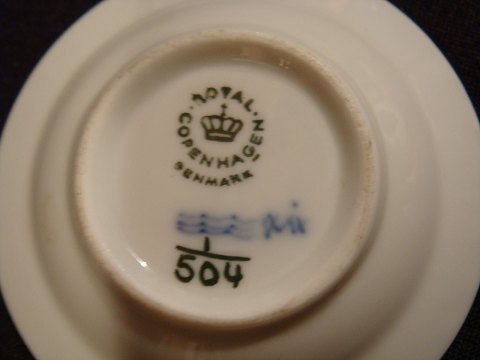 ROYAL
COPENHAGEN
DENMARK
1
504